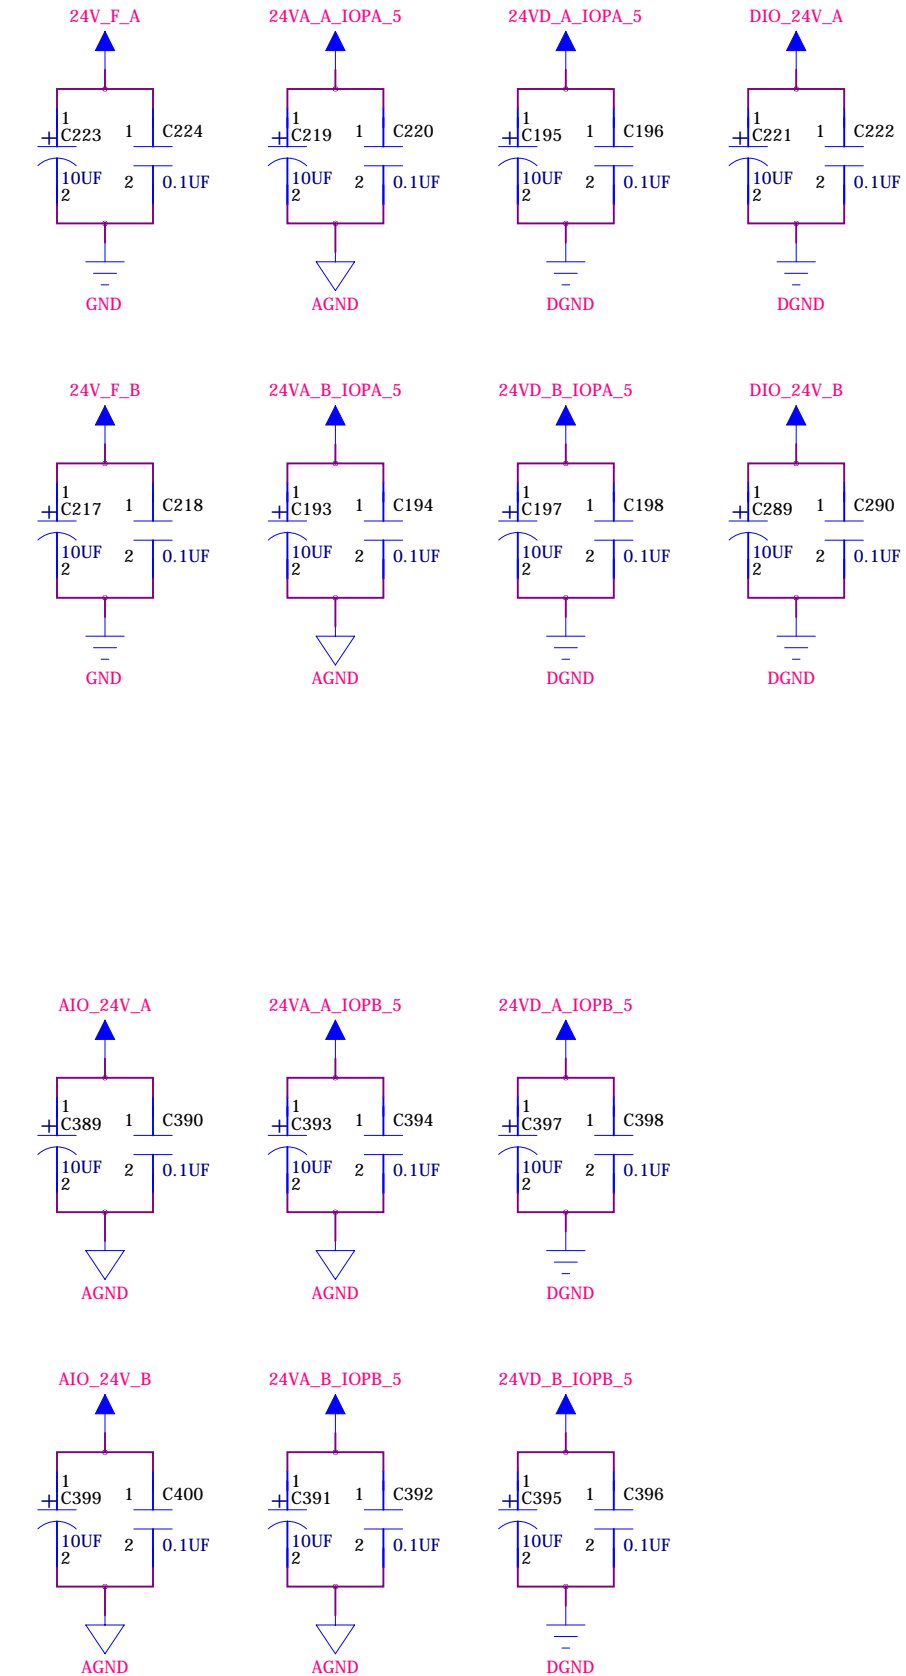 24V_F_A 24VA_A_IOPA_5 24VD_A_IOPA_5 DIO_24V_A
1 1 1 1
+ C223 1 C224 + C219 1 C220 + C195 1 C196 + C221 1 C222
10UF 2 0.1UF 10UF 2 0.1UF 10UF 2 0.1UF 10UF 2 0.1UF
2 2 2 2
GND AGND DGND DGND
24V_F_B 24VA_B_IOPA_5 24VD_B_IOPA_5 DIO_24V_B
1 1 1 1
+ C217 1 C218 + C193 1 C194 + C197 1 C198 + C289 1 C290
10UF 2 0.1UF 10UF 2 0.1UF 10UF 2 0.1UF 10UF 2 0.1UF
2 2 2 2
GND AGND DGND DGND
AIO_24V_A 24VA_A_IOPB_5 24VD_A_IOPB_5
1 1 1
+ C389 1 C390 + C393 1 C394 + C397 1 C398
10UF 2 0.1UF 10UF 2 0.1UF 10UF 2 0.1UF
2 2 2
AGND AGND DGND
AIO_24V_B 24VA_B_IOPB_5 24VD_B_IOPB_5
1 1 1
+ C399 1 C400 + C391 1 C392 + C395 1 C396
10UF 2 0.1UF 10UF 2 0.1UF 10UF 2 0.1UF
2 2 2
AGND AGND DGND